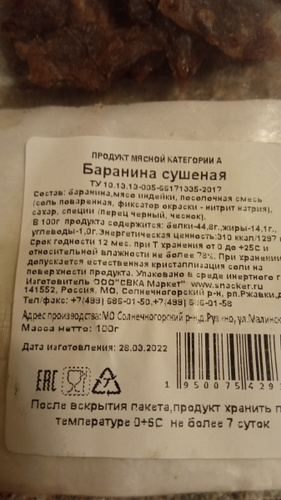 ПРОДУКТ МЯСНОЙ КАТЕГОРИИ А
Баранина сушеная
ТУ 10.13.13-005-66171335-2017
Состав: баранина,мясо индейки, посолочная смесь
(соль поваренная, фиксатор окраски - нитрит натрия),
сахар, специи (перец черный, чеснок).
В 100г продукта содержится: белки-44,8г.,жиры-14,1г.,
углеводы-1,0г.Энергетическая ценность:310 ккал/1297
Срок годности 12 мес. при Т хранения от 0 до +25С и
относительной влажности не более 78%. При хранении
допускается естественная кристаллизация соли на
поверхности продукта. Упаковано в среде инертного г
Изготовитель ООО"СВКА Маркет" www.snacker.ru
141552, Россия, МО, Солнечногорский р-н, рп.Ржавки,
Тел/факс: +7(499) 686-01-50,+7(499) 686-01-58
Адрес производства:МО Солнечногорский р-н,д. ,ул.Малинск
Масса нетто: 100г
Дата изготовления: 28.03.2022
EAC
1 950075 429
После вскрытия пакета,продукт хранить п
температуре 0+6С не более 7 суток